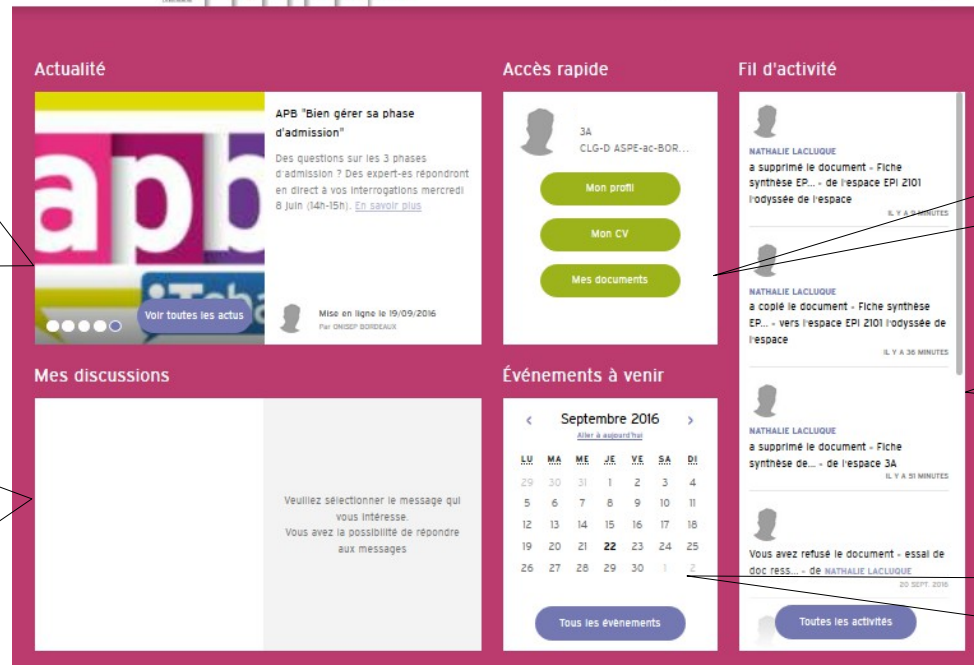 Actualité
apb
APB "Bien gérer sa phase
d'admission"
Des questions sur les 3 phases
d'admission ? Des expert-es répondront
en direct à vos interrogations mercredi
8 juin (14h-15h). En savoir plus
Voir toutes les actus
Mise en ligne le 19/09/2016
Par ONISEP BORDEAUX
Accès rapide
3A
CLG-D ASPE-ac-BOR...
Mon profil
Mon CV
Mes documents
Fil d'activité
NATHALIE LACLUQUE
a supprimé le document - Fiche
synthèse EP... - de l'espace EPI 2101
l'odyssée de l'espace
IL Y A 9 MINUTES
NATHALIE LACLUQUE
a copié le document - Fiche synthèse
EP... - vers l'espace EPI 2101 l'odyssée de
l'espace
IL Y A 36 MINUTES
NATHALIE LACLUQUE
a supprimé le document - Fiche
synthèse de... - de l'espace 3A
IL Y A 51 MINUTES
Vous avez refusé le document - essai de
doc ress... - de NATHALIE LACLUQUE
20 SEPT. 2016
Toutes les activités
Mes discussions
Veuillez sélectionner le message qui
vous intéresse.
Vous avez la possibilité de répondre
aux messages
Événements à venir
< Septembre 2016 >
Aller à aujourd'hui
LU MA ME JE VE SA DI
29 30 31 1 2 3 4
5 6 7 8 9 10 11
12 13 14 15 16 17 18
19 20 21 22 23 24 25
26 27 28 29 30 1 2
Tous les évènements